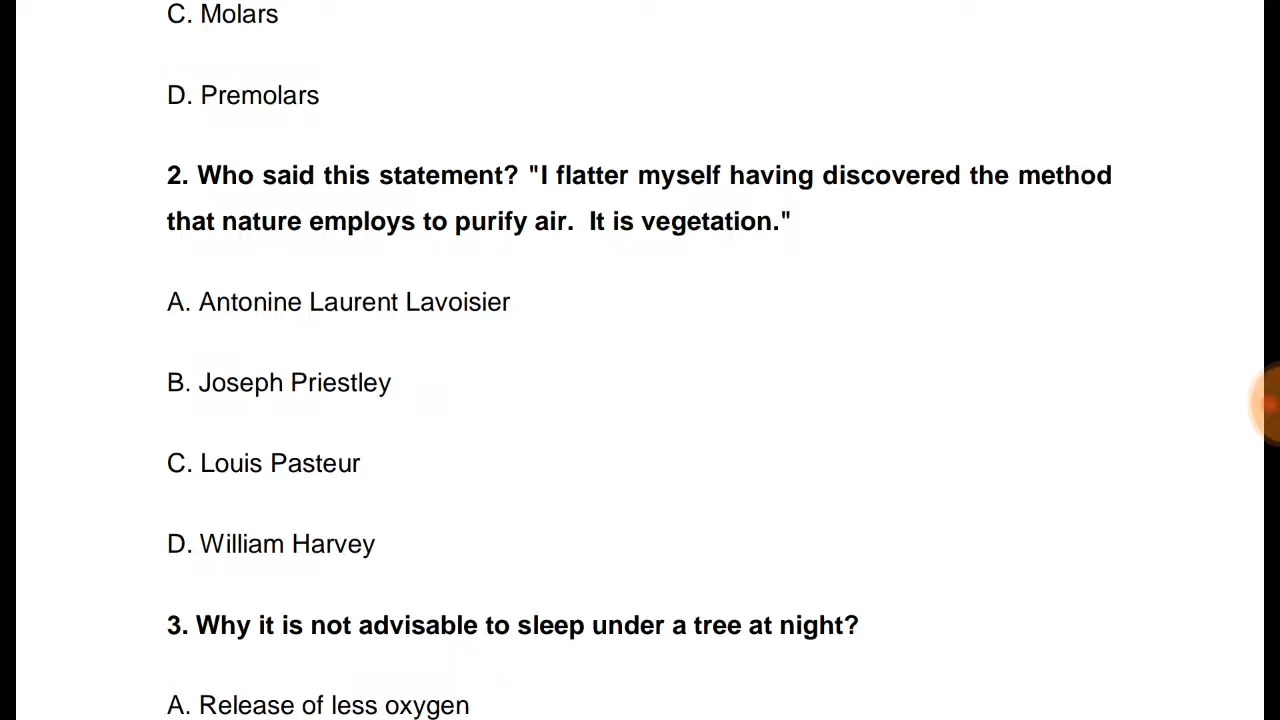 C. Molars
D. Premolars
2. Who said this statement? "I flatter myself having discovered the method
that nature employs to purify air.  It is vegetation."
A. Antonine Laurent Lavoisier
B. Joseph Priestley
C. Louis Pasteur
D. William Harvey
3. Why it is not advisable to sleep under a tree at night?
A. Release of less oxygen